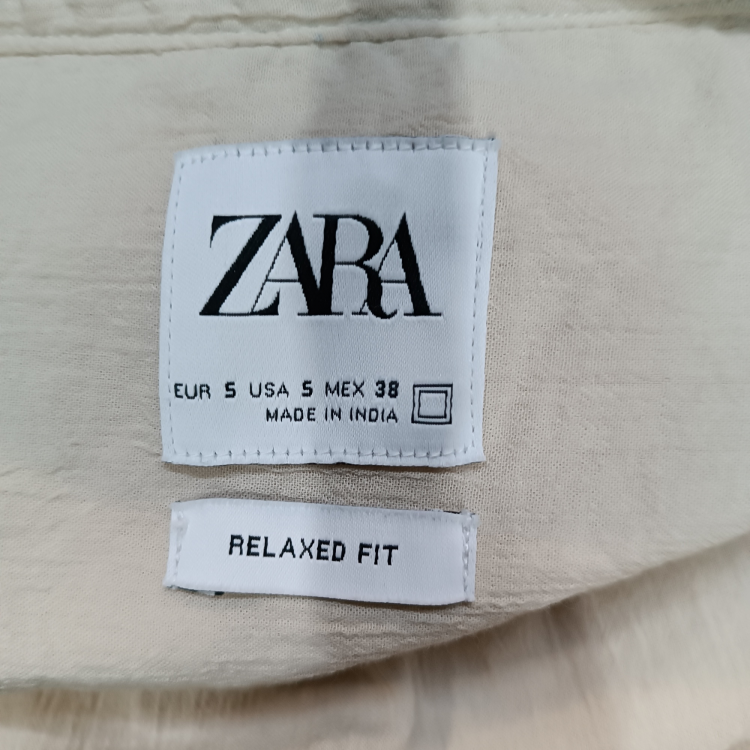 ZARA
EUR S USA S MEX 38
MADE IN INDIA
RELAXED FIT